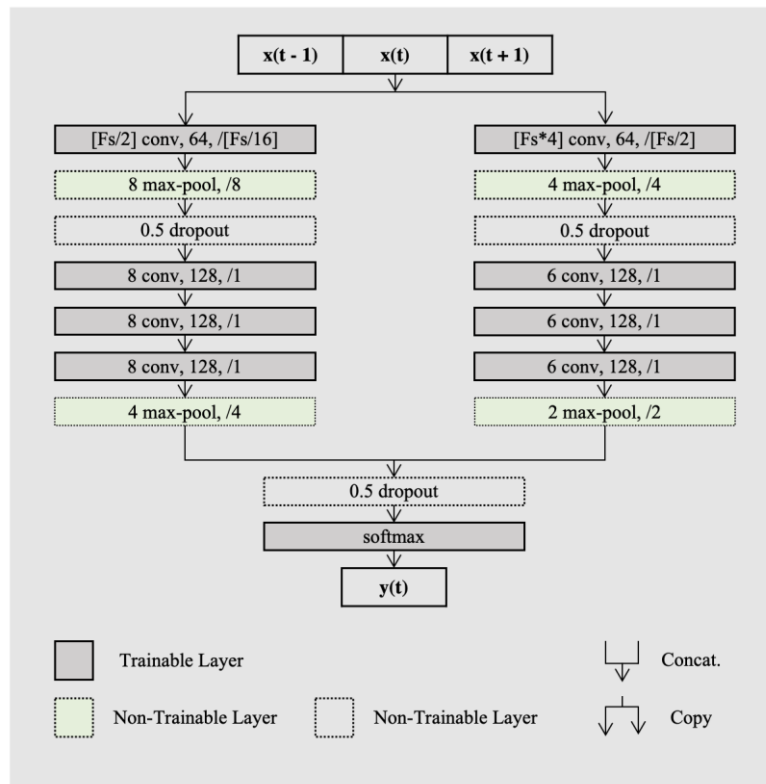 x(t - 1) x(t) x(t + 1)
[Fs/2] conv, 64, /[Fs/16]
8 max-pool, /8
0.5 dropout
8 conv, 128, /1
8 conv, 128, /1
8 conv, 128, /1
4 max-pool, /4
[Fs*4] conv, 64, /[Fs/2]
4 max-pool, /4
0.5 dropout
6 conv, 128, /1
6 conv, 128, /1
6 conv, 128, /1
2 max-pool, /2
0.5 dropout
softmax
y(t)
Trainable Layer
Concat.
Non-Trainable Layer
Non-Trainable Layer
Copy